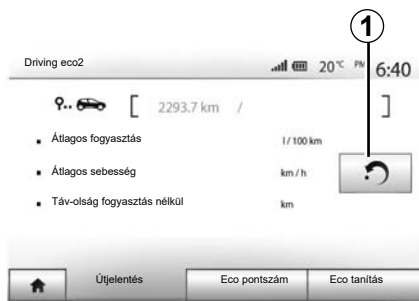 1
Driving eco2 20°C PM 6:40
[ 2293.7 km / ]
Átlagos fogyasztás l / 100 km
Átlagos sebesség km / h
Táv-olság fogyasztás nélkül km
Útjelentés Eco pontszám Eco tanítás